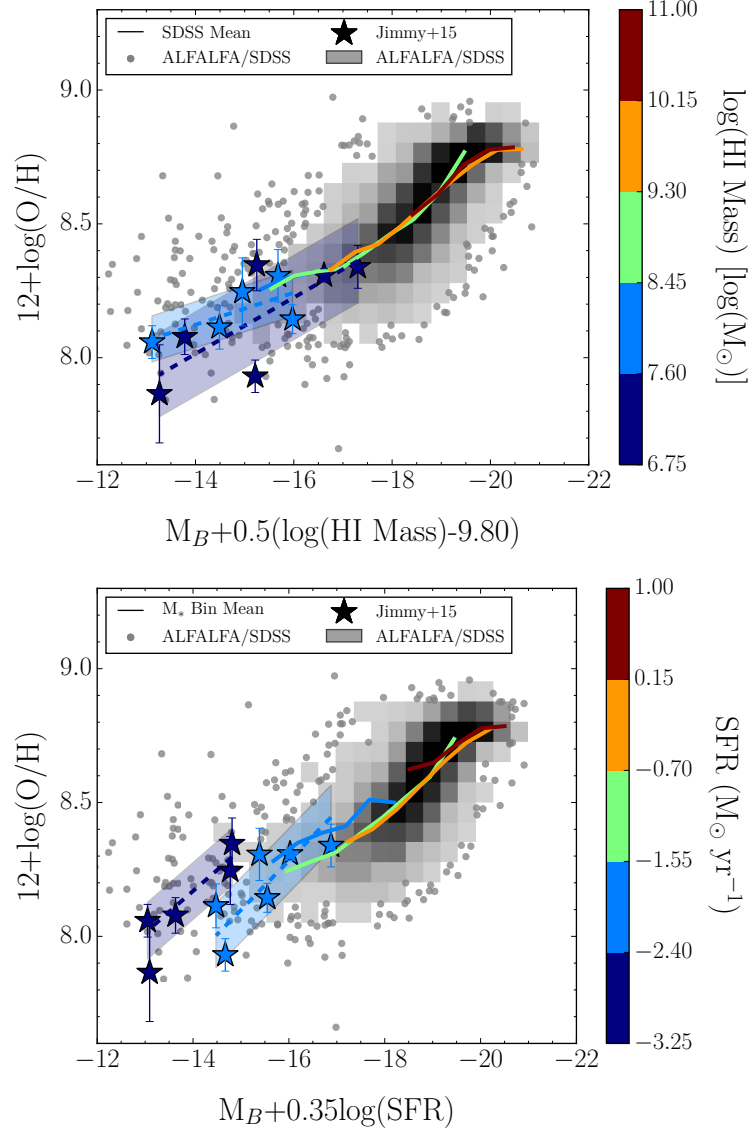 SDSS Mean
Jimmy+15
ALFALFA/SDSS
ALFALFA/SDSS
9.0
8.5
8.0
12+log(O/H)
−12
−14
−16
−18
−20
−22
M_B+0.5(log(HI Mass)-9.80)
11.00
10.15
9.30
8.45
7.60
6.75
log(HI Mass) [log(M⊙)]
M∗ Bin Mean
Jimmy+15
ALFALFA/SDSS
ALFALFA/SDSS
9.0
8.5
8.0
12+log(O/H)
−12
−14
−16
−18
−20
−22
M_B+0.35log(SFR)
1.00
0.15
−0.70
−1.55
−2.40
−3.25
SFR (M⊙ yr⁻¹)